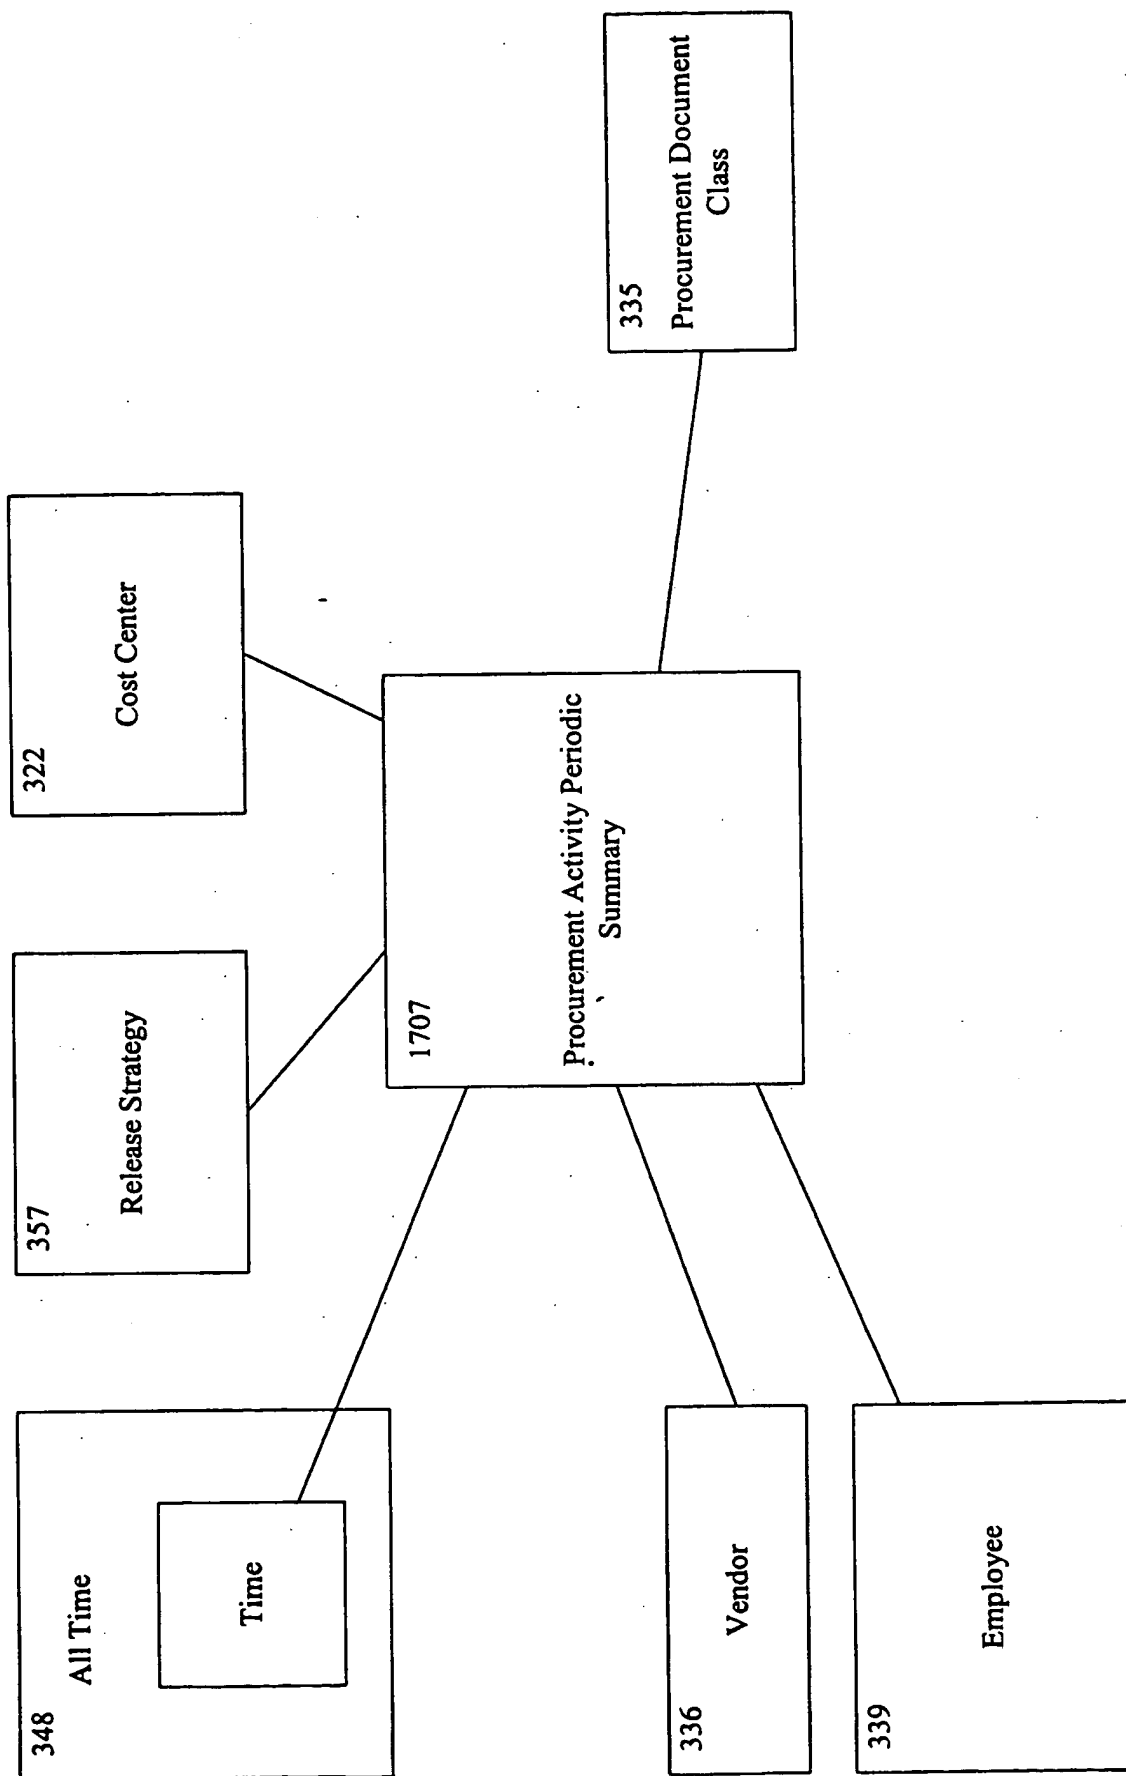 348
All Time
Time
357
Release Strategy
322
Cost Center
1707
Procurement Activity Periodic
Summary
336
Vendor
339
Employee
335
Procurement Document
Class